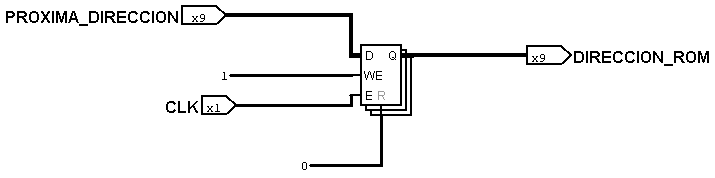 PROXIMA_DIRECCION x9
D Q
x9 DIRECCION_ROM
1 WE
CLK x1
E R
0